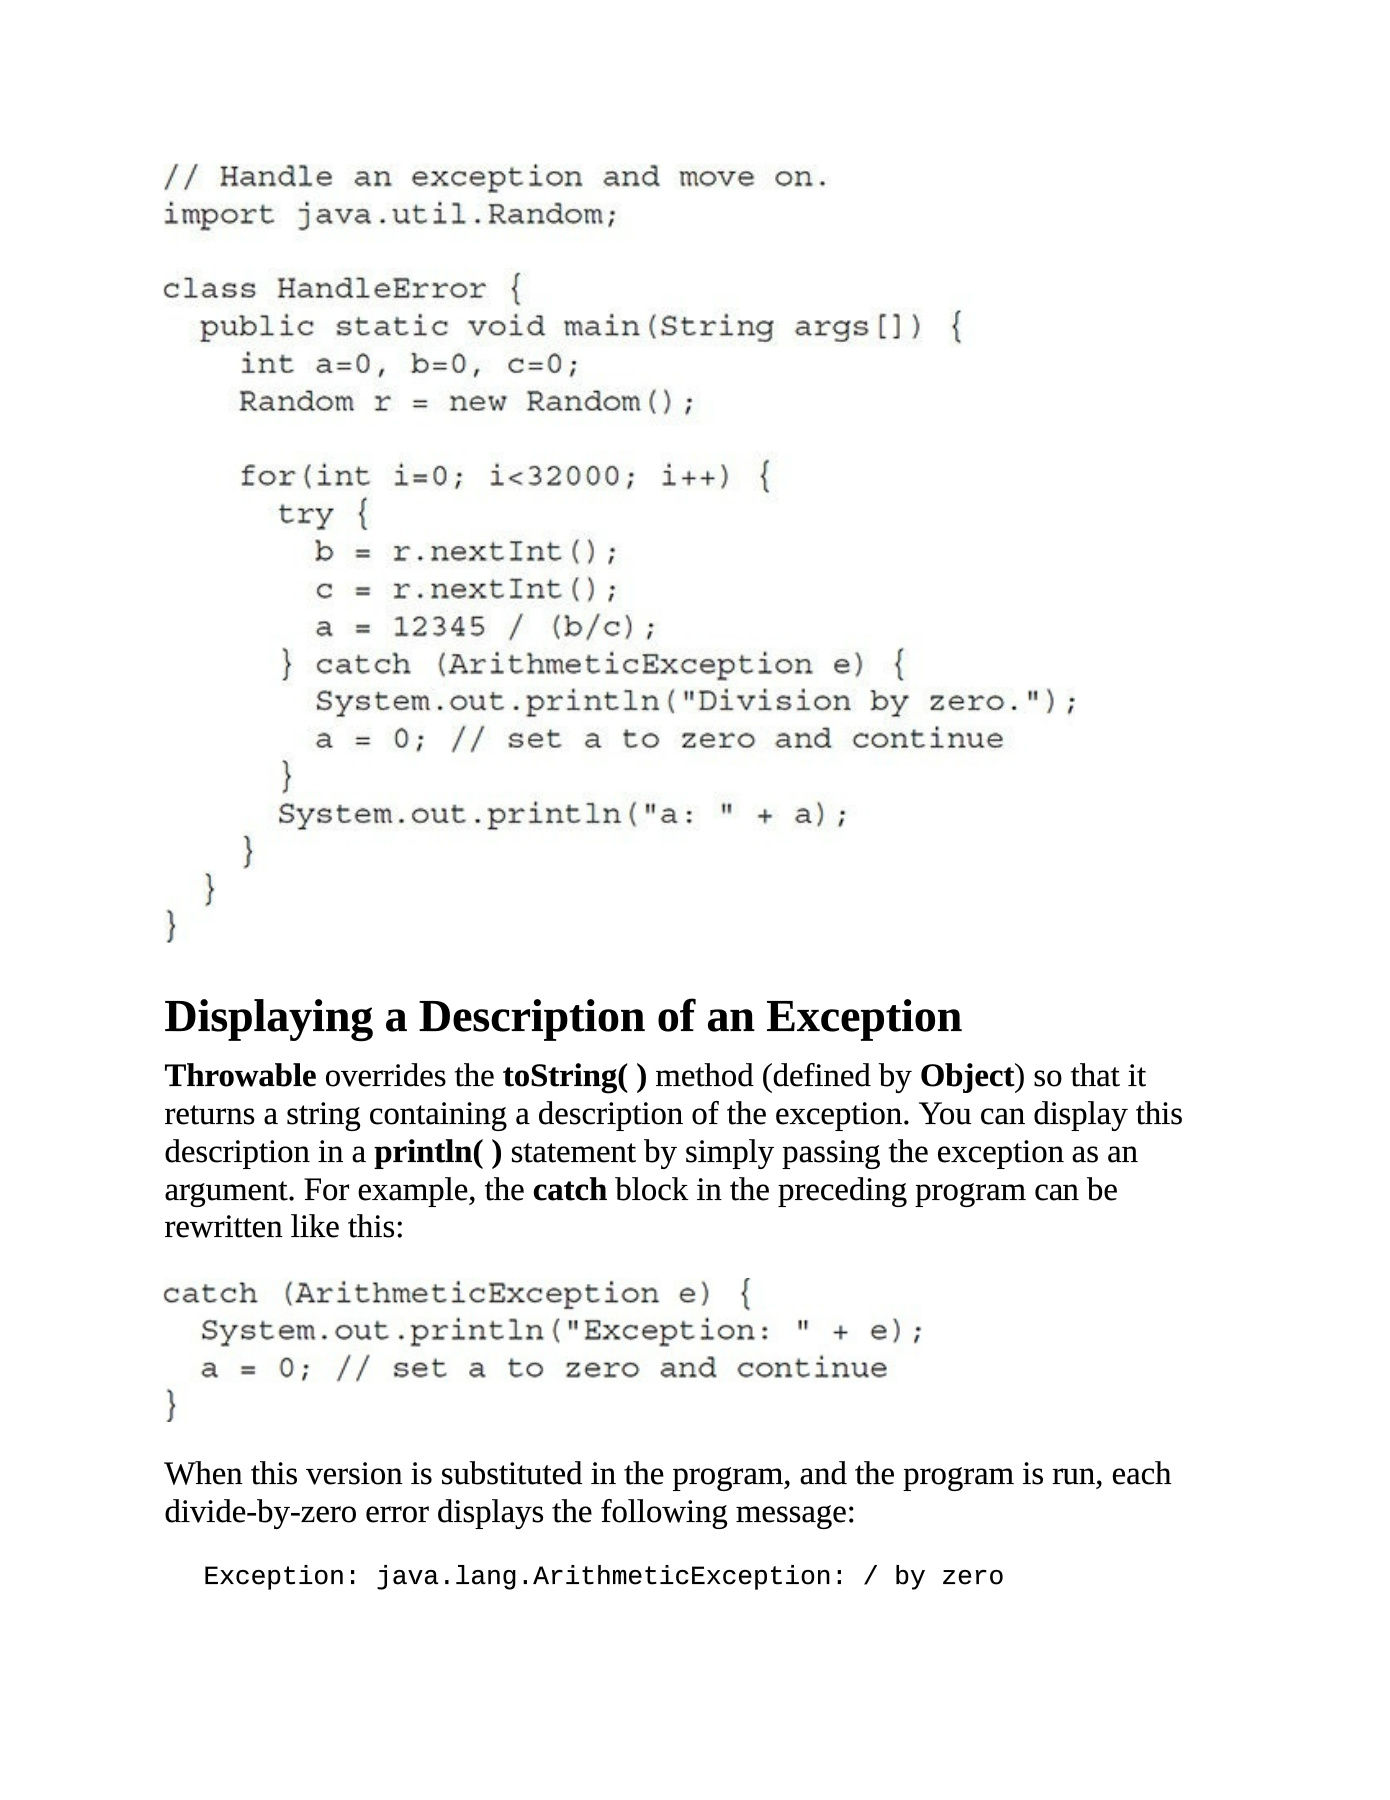 // Handle an exception and move on.
import java.util.Random;

class HandleError {
  public static void main(String args[]) {
    int a=0, b=0, c=0;
    Random r = new Random();

    for(int i=0; i<32000; i++) {
      try {
        b = r.nextInt();
        c = r.nextInt();
        a = 12345 / (b/c);
      } catch (ArithmeticException e) {
        System.out.println("Division by zero.");
        a = 0; // set a to zero and continue
      }
      System.out.println("a: " + a);
    }
  }
}

Displaying a Description of an Exception
Throwable overrides the toString( ) method (defined by Object) so that it
returns a string containing a description of the exception. You can display this
description in a println( ) statement by simply passing the exception as an
argument. For example, the catch block in the preceding program can be
rewritten like this:

catch (ArithmeticException e) {
  System.out.println("Exception: " + e);
  a = 0; // set a to zero and continue
}

When this version is substituted in the program, and the program is run, each
divide-by-zero error displays the following message:

Exception: java.lang.ArithmeticException: / by zero